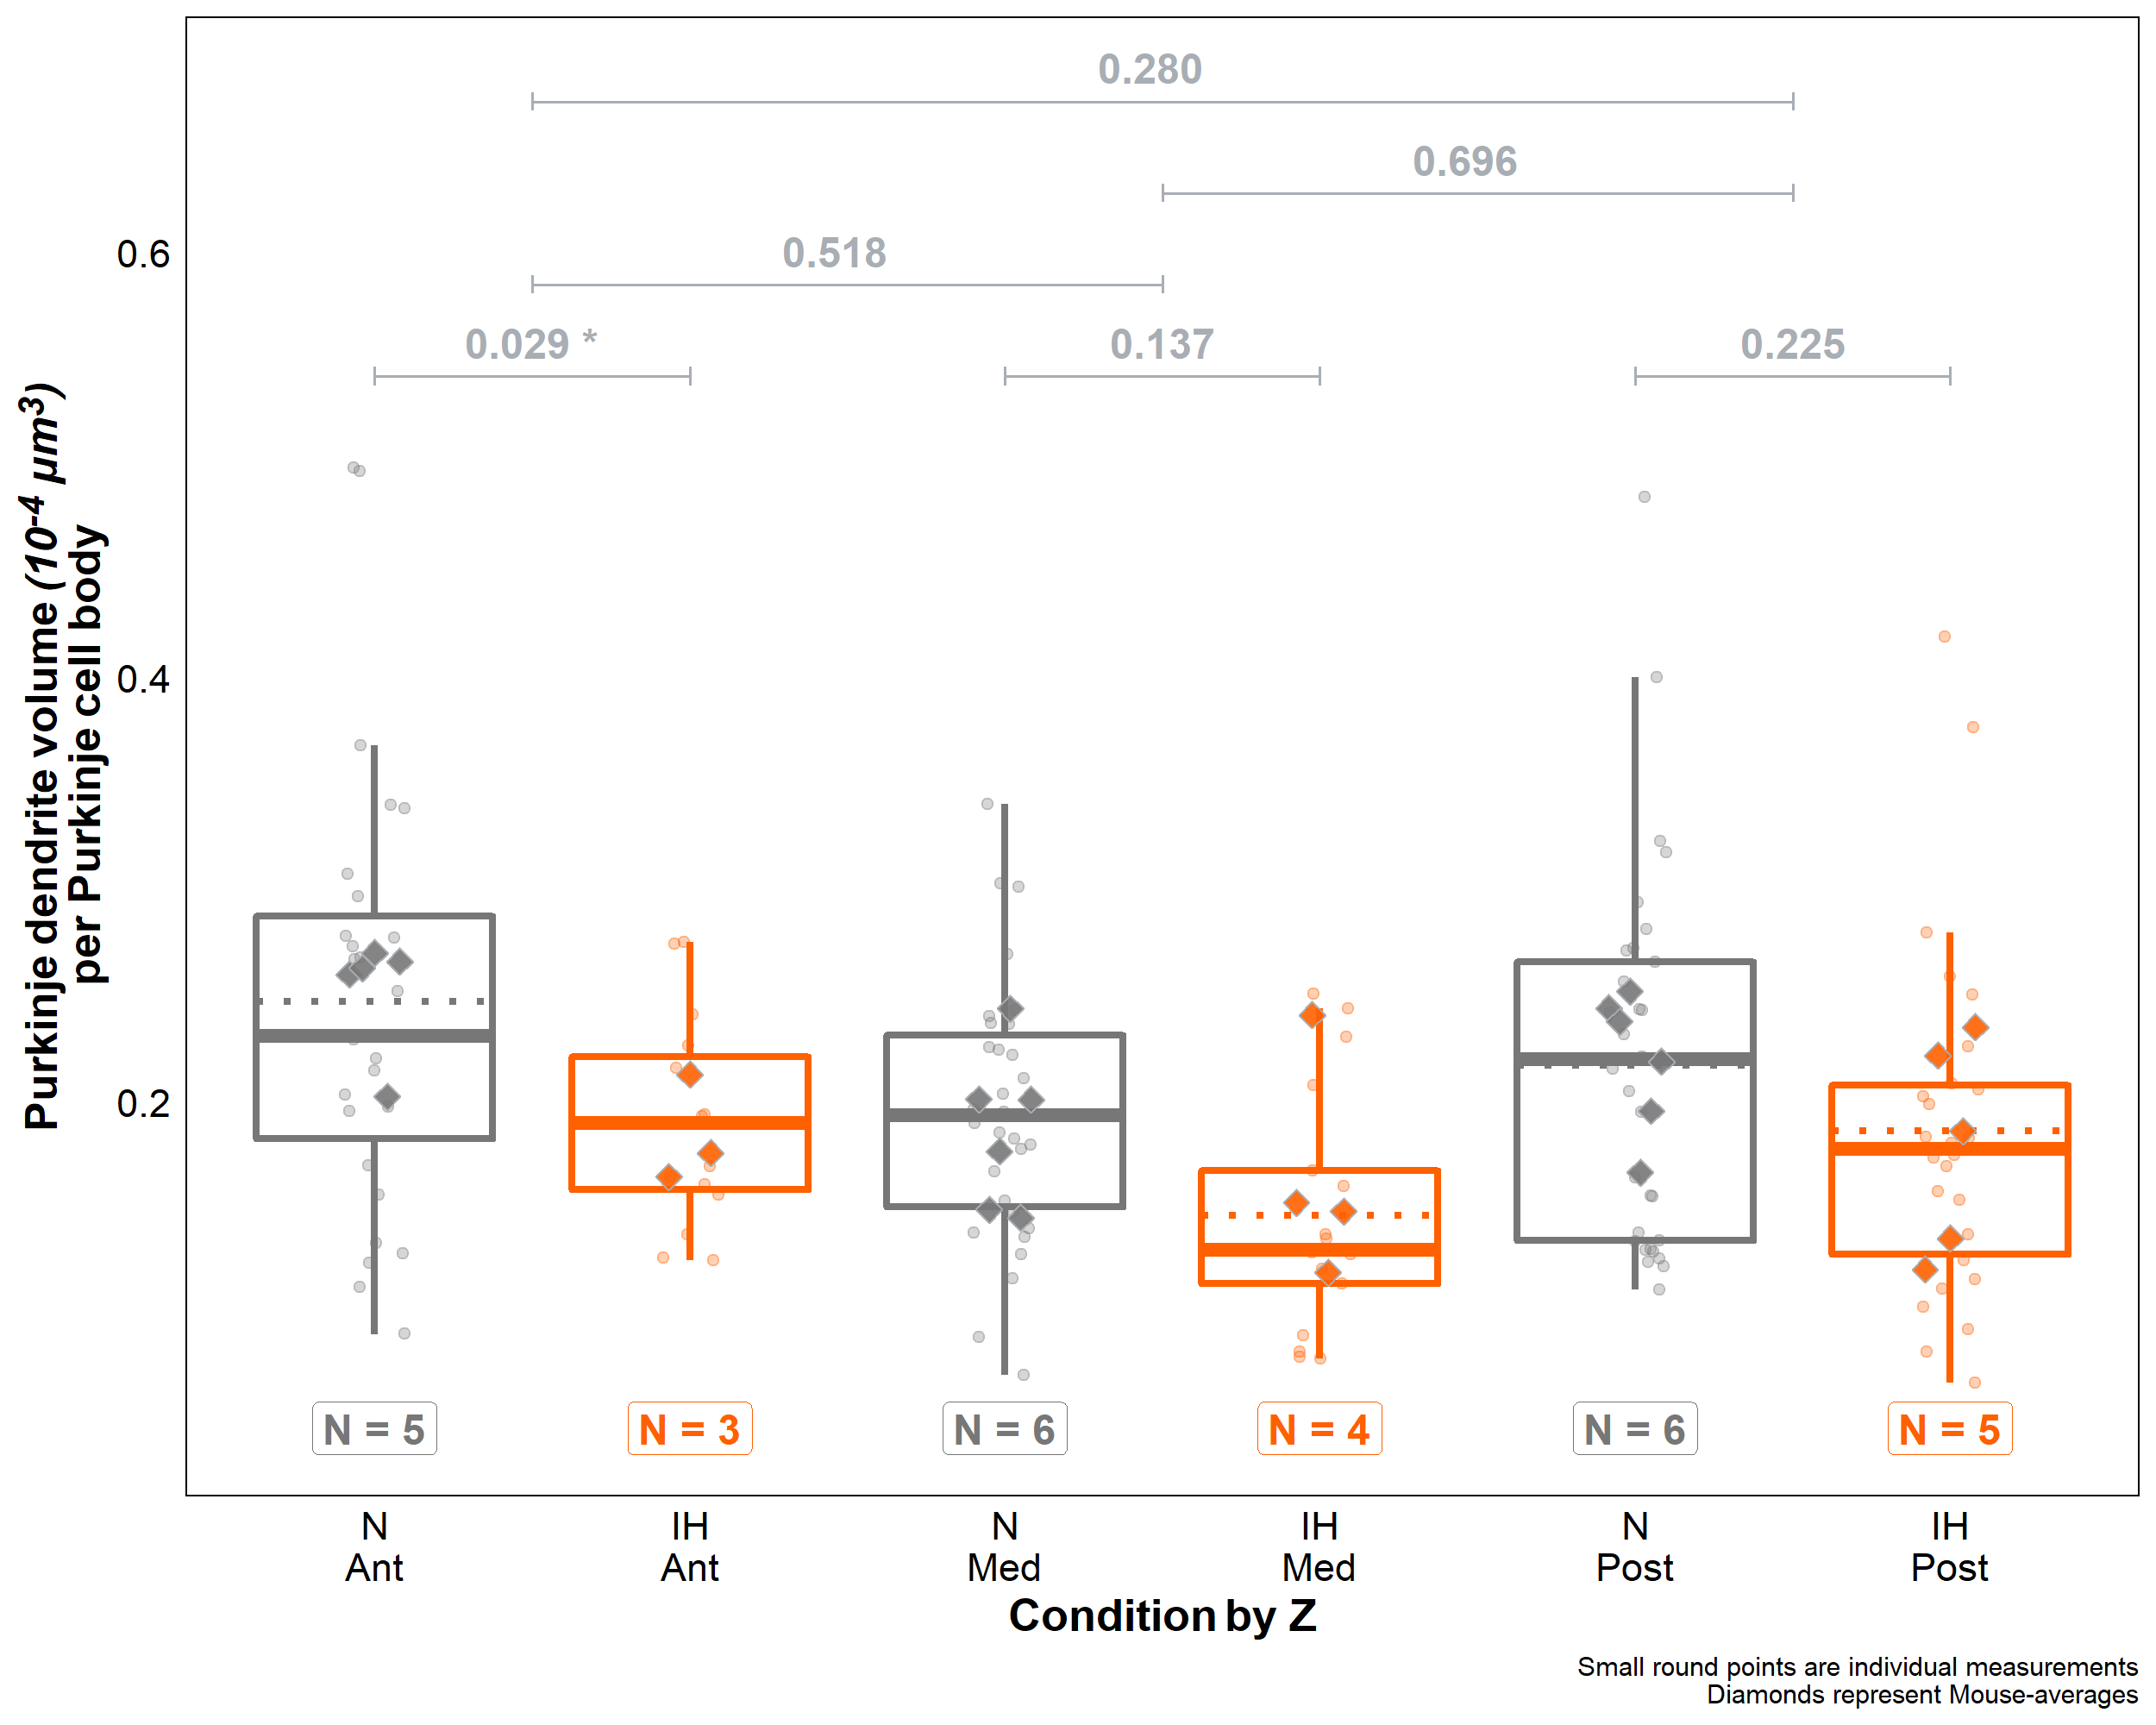 0.280
0.696
0.518
0.029 *
0.137
0.225
Purkinje dendrite volume (10⁻⁴ µm³)
per Purkinje cell body
0.6
0.4
0.2
N = 5
N = 3
N = 6
N = 4
N = 6
N = 5
N
Ant
IH
Ant
N
Med
IH
Med
N
Post
IH
Post
Condition by Z
Small round points are individual measurements
Diamonds represent Mouse-averages